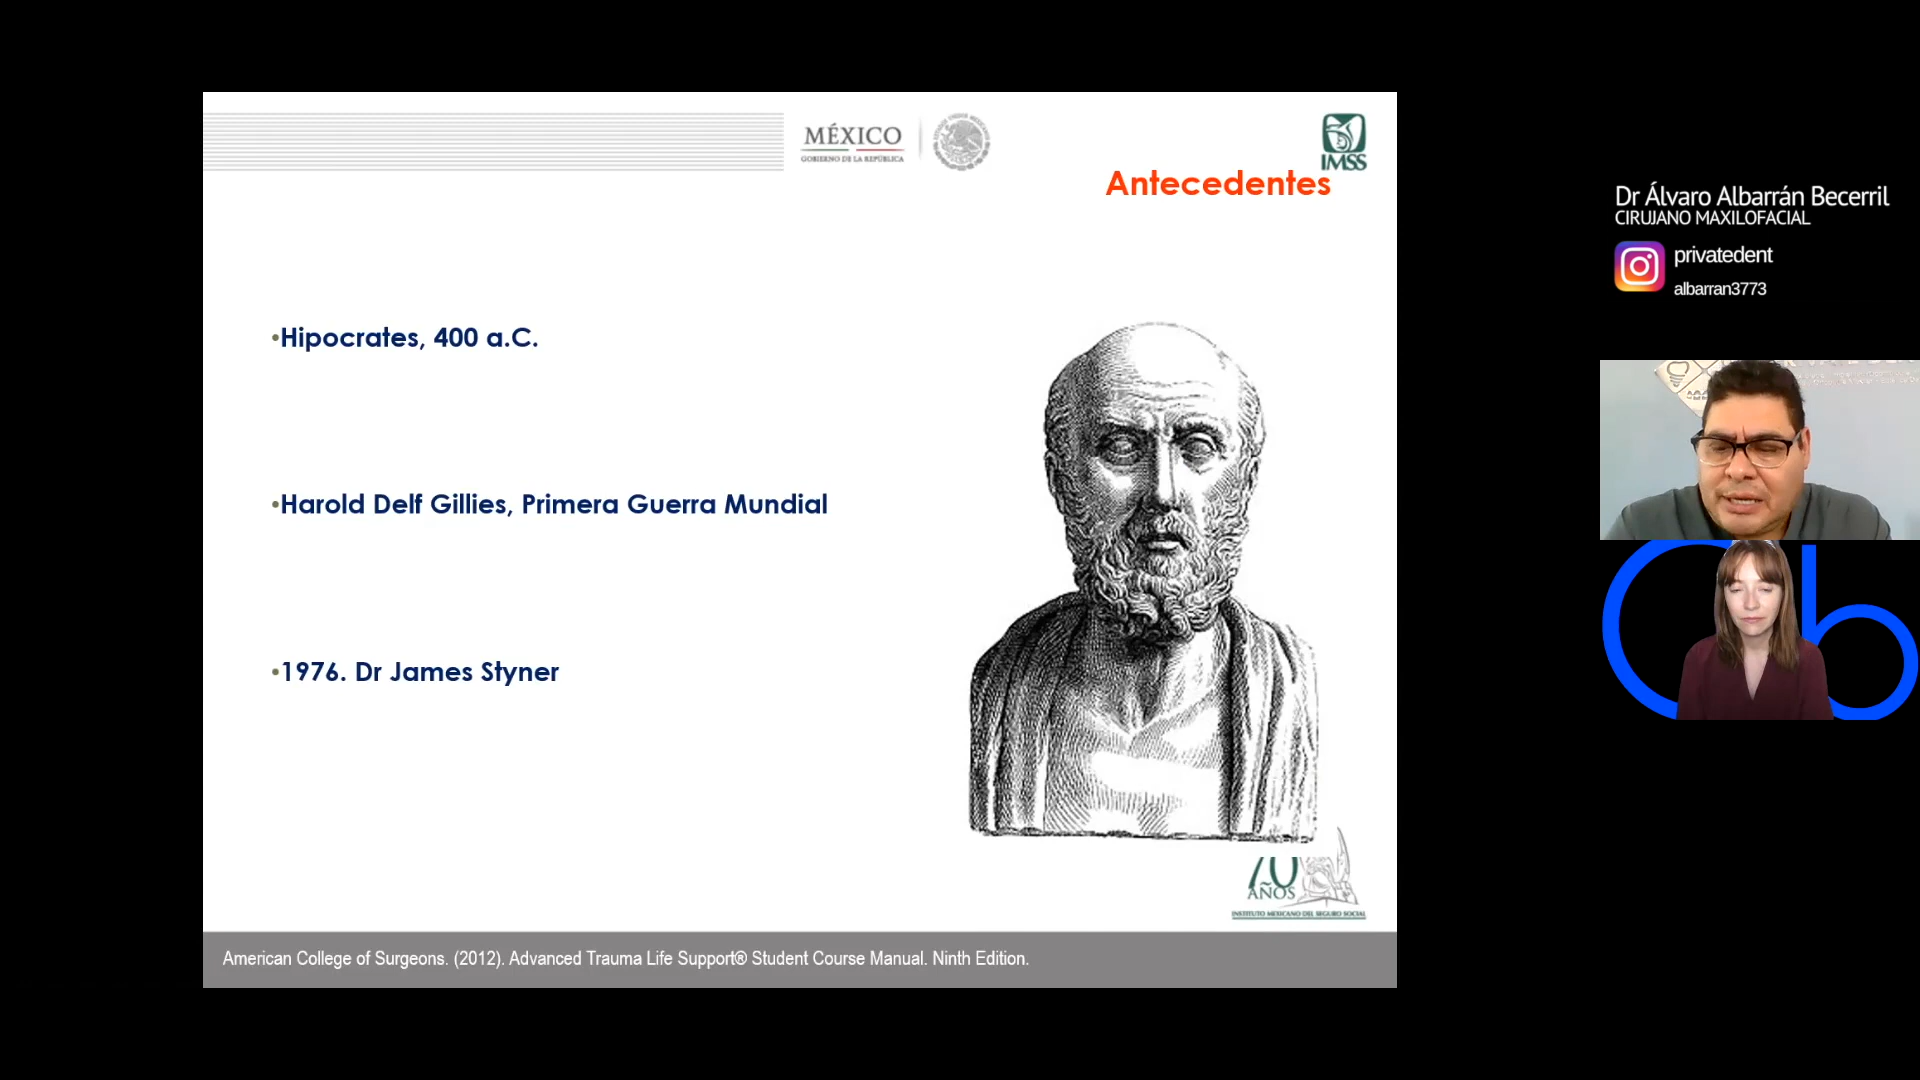 MÉXICO
GOBIERNO DE LA REPÚBLICA
IMSS
Antecedentes
•Hipocrates, 400 a.C.
•Harold Delf Gillies, Primera Guerra Mundial
•1976. Dr James Styner
70
AÑOS
INSTITUTO MEXICANO DEL SEGURO SOCIAL
American College of Surgeons. (2012). Advanced Trauma Life Support® Student Course Manual. Ninth Edition.
Dr Álvaro Albarrán Becerril
CIRUJANO MAXILOFACIAL
privatedent
albarran3773